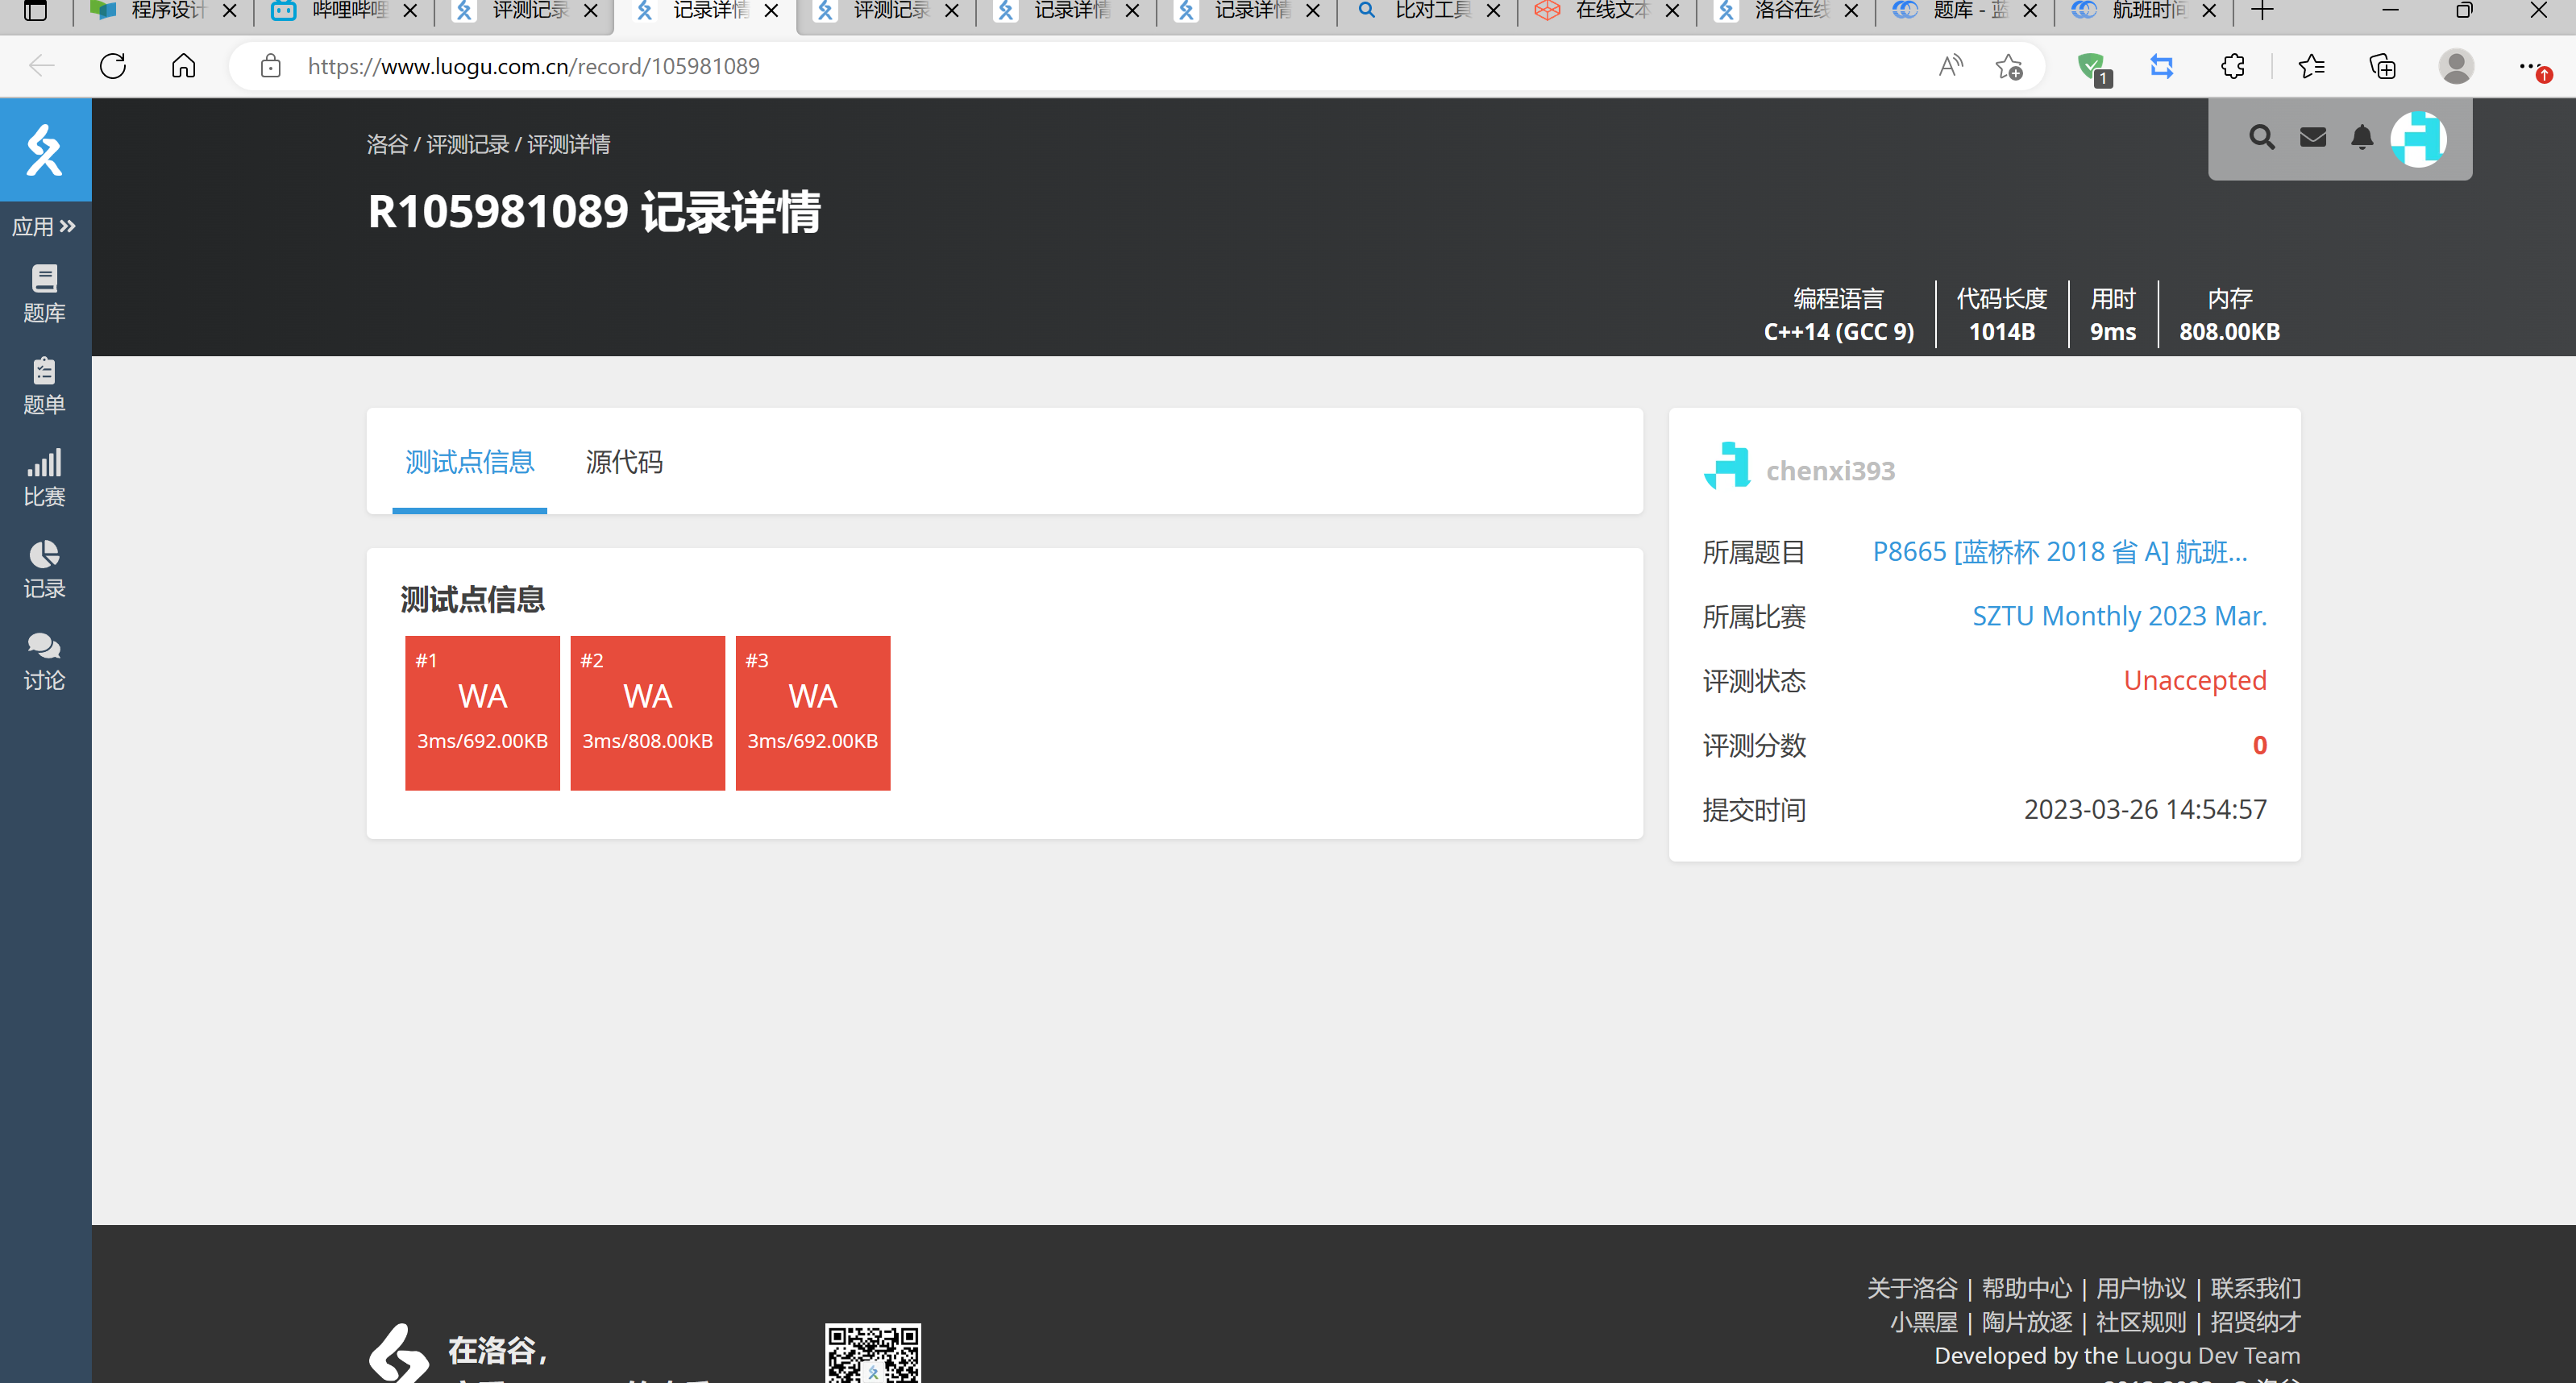 程序设计
哔哩哔哩
评测记录
记录详情
评测记录
记录详情
记录详情
比对工具
在线文本
洛谷在线
题库 - 蓝
航班时间
https://www.luogu.com.cn/record/105981089
1
洛谷 / 评测记录 / 评测详情
R105981089 记录详情
编程语言 代码长度 用时 内存
C++14 (GCC 9) 1014B 9ms 808.00KB
应用
题库
题单
比赛
记录
讨论
测试点信息 源代码
测试点信息
#1 #2 #3
WA WA WA
3ms/692.00KB 3ms/808.00KB 3ms/692.00KB
chenxi393
所属题目 P8665 [蓝桥杯 2018 省 A] 航班...
所属比赛 SZTU Monthly 2023 Mar.
评测状态 Unaccepted
评测分数 0
提交时间 2023-03-26 14:54:57
在洛谷，
关于洛谷 | 帮助中心 | 用户协议 | 联系我们
小黑屋 | 陶片放逐 | 社区规则 | 招贤纳才
Developed by the Luogu Dev Team